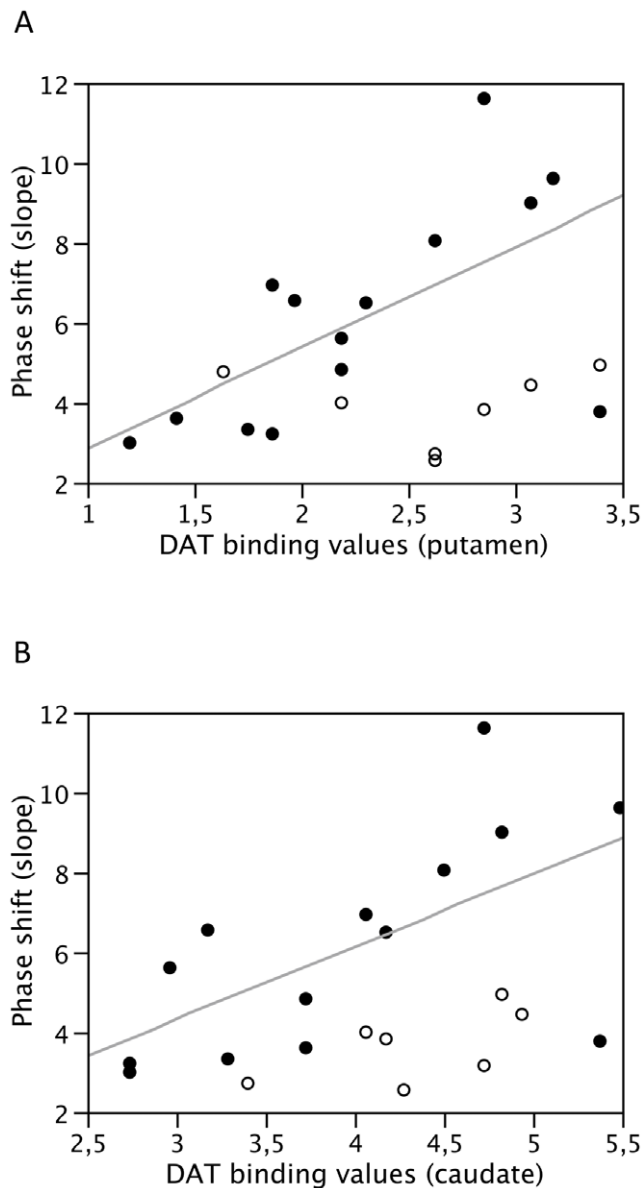 A
12
10
8
6
4
2
Phase shift (slope)
1 1,5 2 2,5 3 3,5
DAT binding values (putamen)
B
12
10
8
6
4
2
Phase shift (slope)
2,5 3 3,5 4 4,5 5 5,5
DAT binding values (caudate)